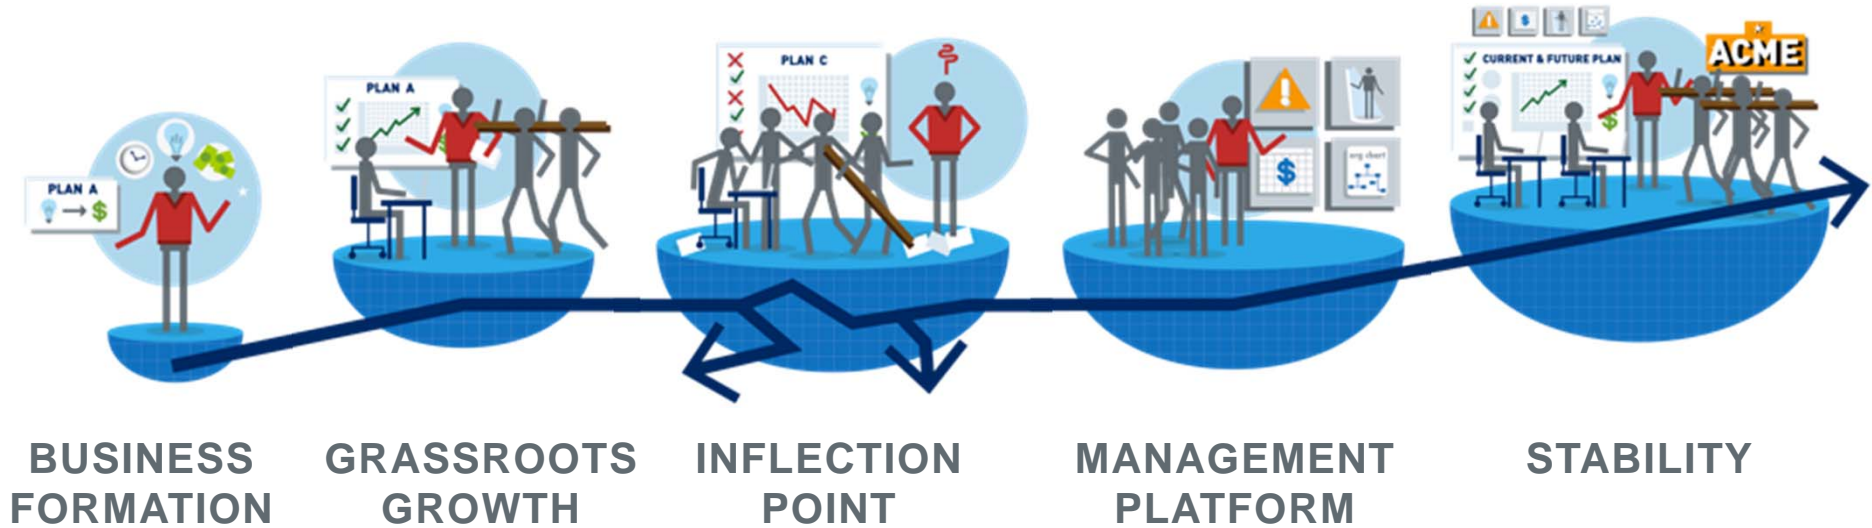 PLAN A
$
PLAN A
$
PLAN C
$
$
org chart
$
CURRENT & FUTURE PLAN
$
ACME
BUSINESS
FORMATION
GRASSROOTS
GROWTH
INFLECTION
POINT
MANAGEMENT
PLATFORM
STABILITY